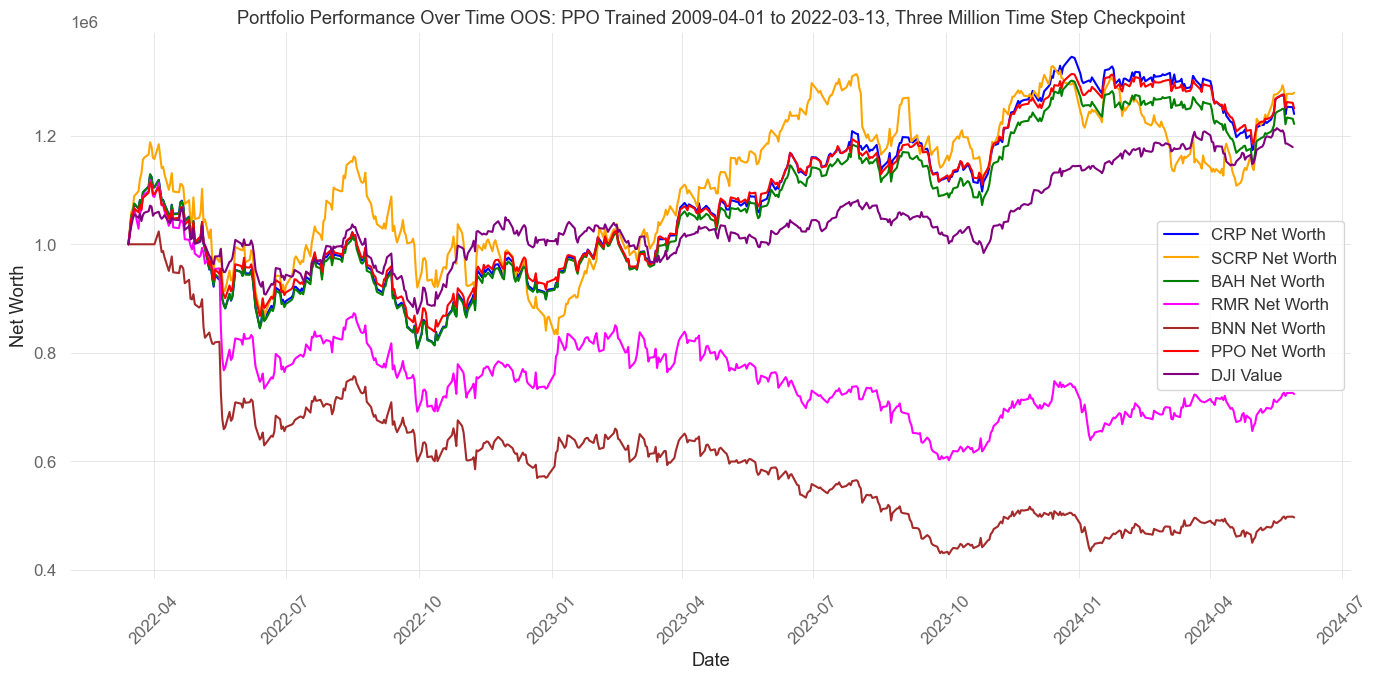 Portfolio Performance Over Time OOS: PPO Trained 2009-04-01 to 2022-03-13, Three Million Time Step Checkpoint
1e6
1.2
1.0
0.8
0.6
0.4
Net Worth
CRP Net Worth
SCRP Net Worth
BAH Net Worth
RMR Net Worth
BNN Net Worth
PPO Net Worth
DJI Value
2022-04
2022-07
2022-10
2023-01
2023-04
2023-07
2023-10
2024-01
2024-04
2024-07
Date